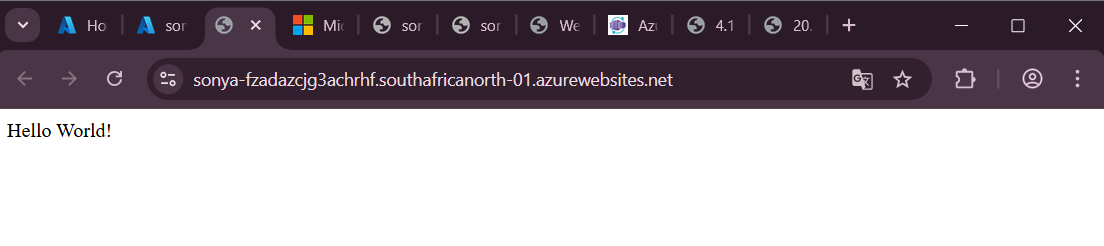 Ho
sor
Mic
sor
sor
We
Azu
4.1
20.
sonya-fzadazcjg3achrhf.southafricanorth-01.azurewebsites.net
Hello World!